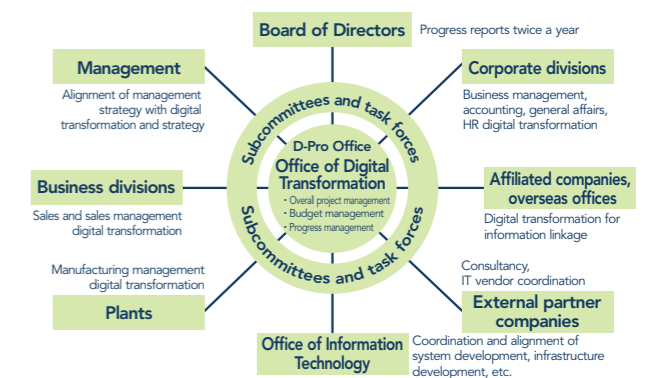 Board of Directors
Progress reports twice a year
Management
Alignment of management
strategy with digital
transformation and strategy
Corporate divisions
Business management,
accounting, general affairs,
HR digital transformation
Subcommittees and task forces
D-Pro Office
Office of Digital
Transformation
・Overall project management
・Budget management
・Progress management
Subcommittees and task forces
Business divisions
Sales and sales management
digital transformation
Affiliated companies,
overseas offices
Digital transformation for
information linkage
Manufacturing management
digital transformation
Plants
Consultancy,
IT vendor coordination
External partner
companies
Office of Information
Technology
Coordination and alignment of
system development, infrastructure
development, etc.